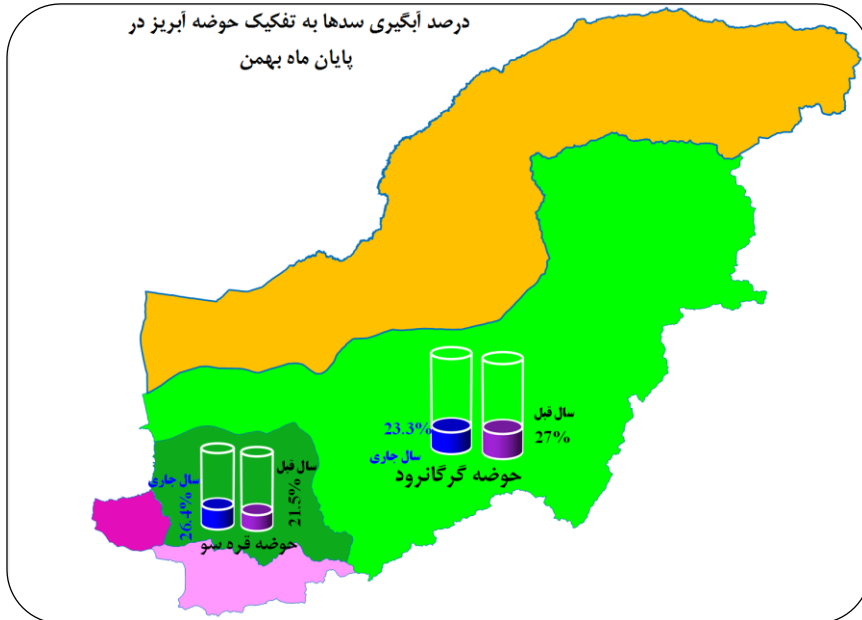 درصد آبگیری سدها به تفکیک حوضه آبریز در
پایان ماه بهمن
سال قبل
27%
23.3%
سال جاری
حوضه گرگانرود
سال قبل
21.5%
سال جاری
26.4%
حوضه قره سو